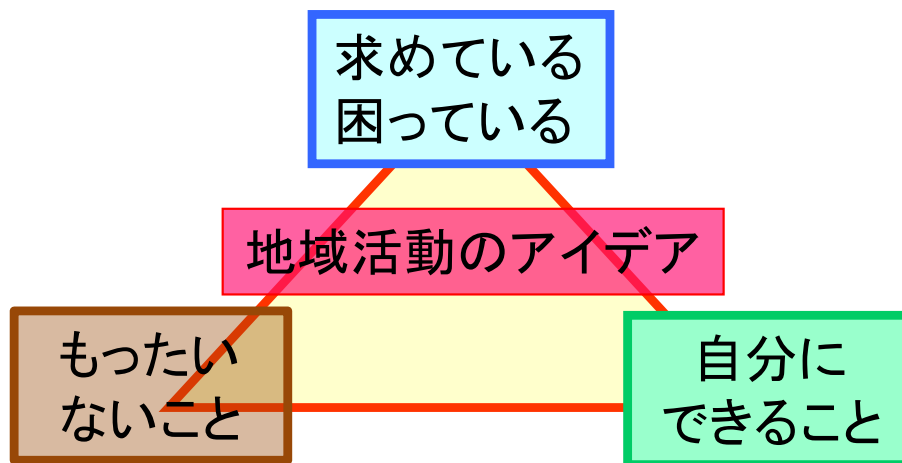 求めている
困っている
地域活動のアイデア
もったい
ないこと
自分に
できること